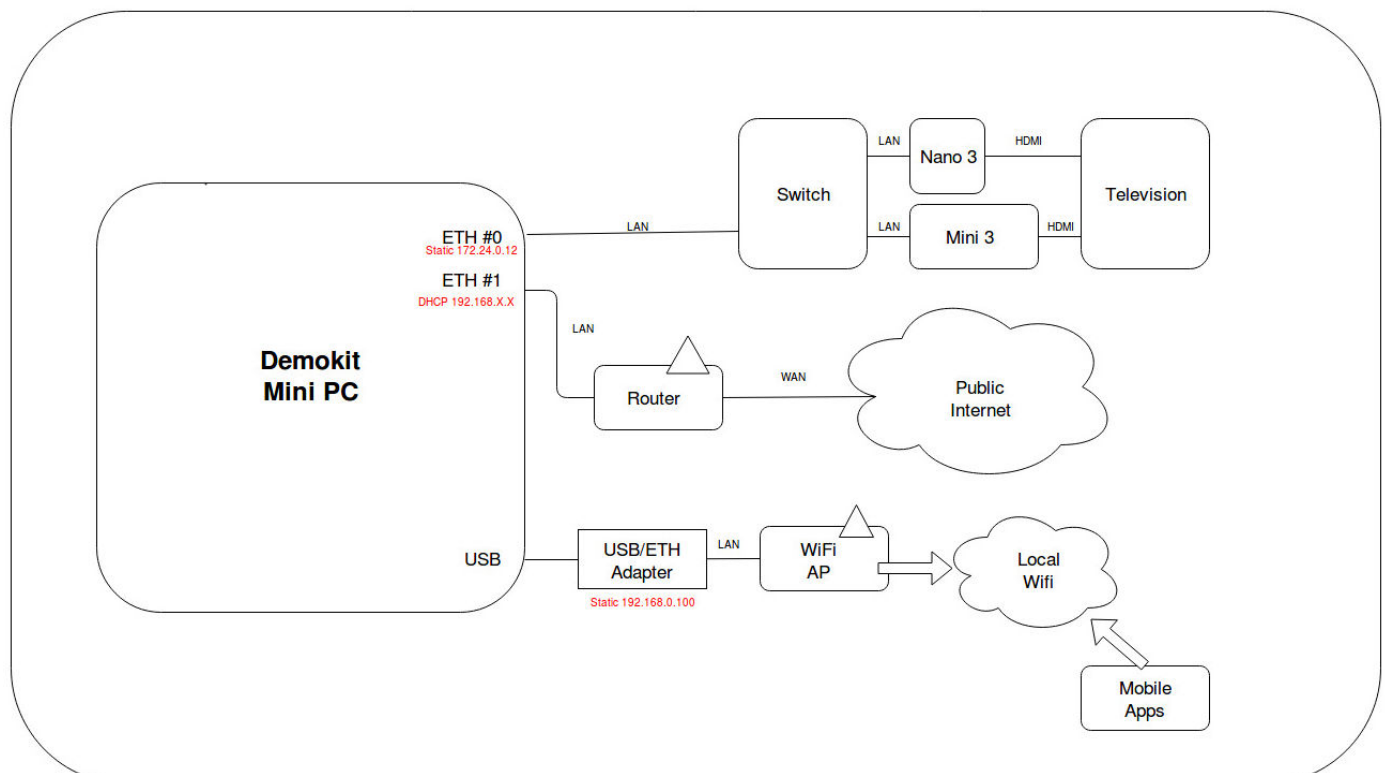 LAN
Nano 3
HDMI
Switch
Television
LAN
Mini 3
HDMI
ETH #0
Static 172.24.0.12
LAN
ETH #1
DHCP 192.168.X.X
LAN
Demokit
Mini PC
Router
WAN
Public
Internet
USB
USB/ETH
Adapter
Static 192.168.0.100
LAN
WiFi
AP
Local
Wifi
Mobile
Apps